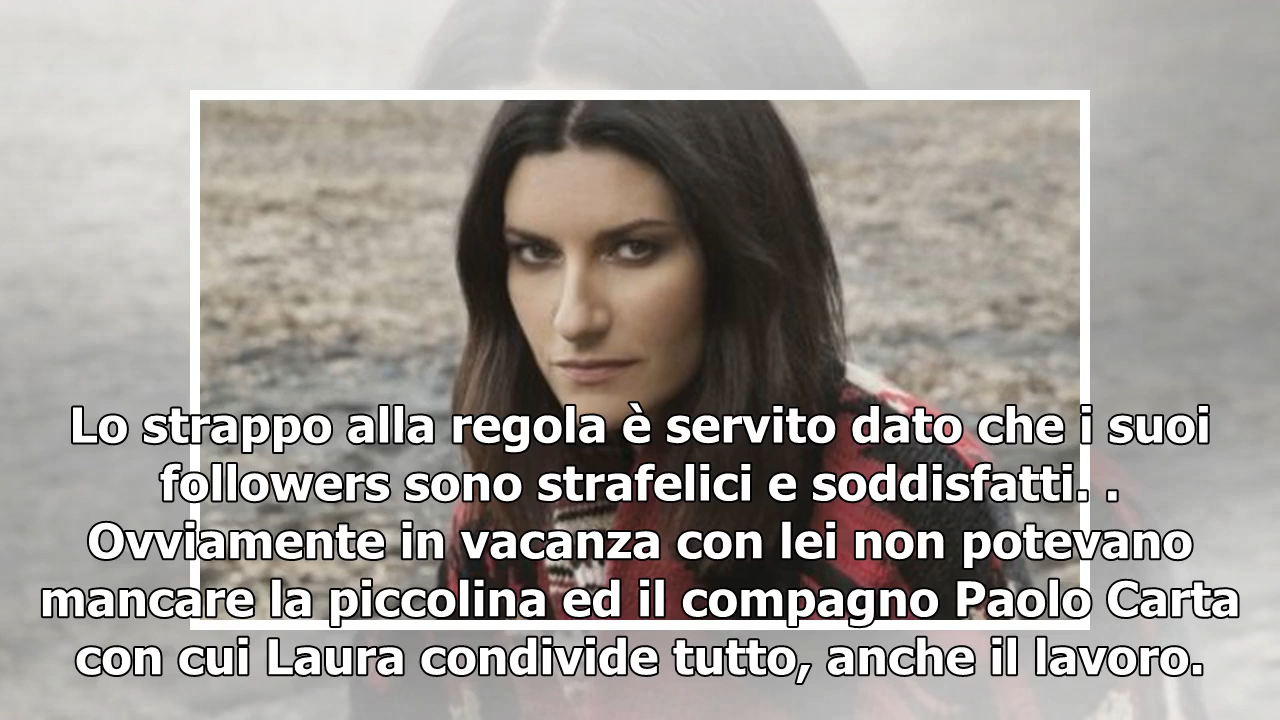 Lo strappo alla regola è servito dato che i suoi
followers sono strafelici e soddisfatti. .
Ovviamente in vacanza con lei non potevano
mancare la piccolina ed il compagno Paolo Carta
con cui Laura condivide tutto, anche il lavoro.